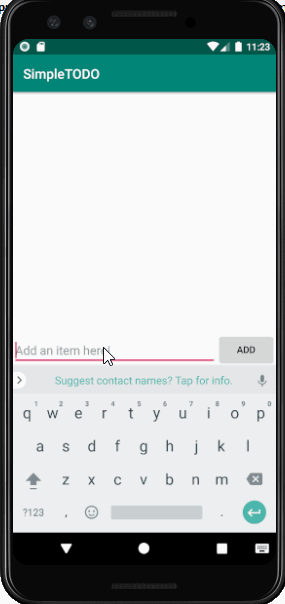 11:23
SimpleTODO
Add an item here
ADD
Suggest contact names? Tap for info.
1 2 3 4 5 6 7 8 9 0
q w e r t y u i o p
a s d f g h j k l
z x c v b n m
?123 , .